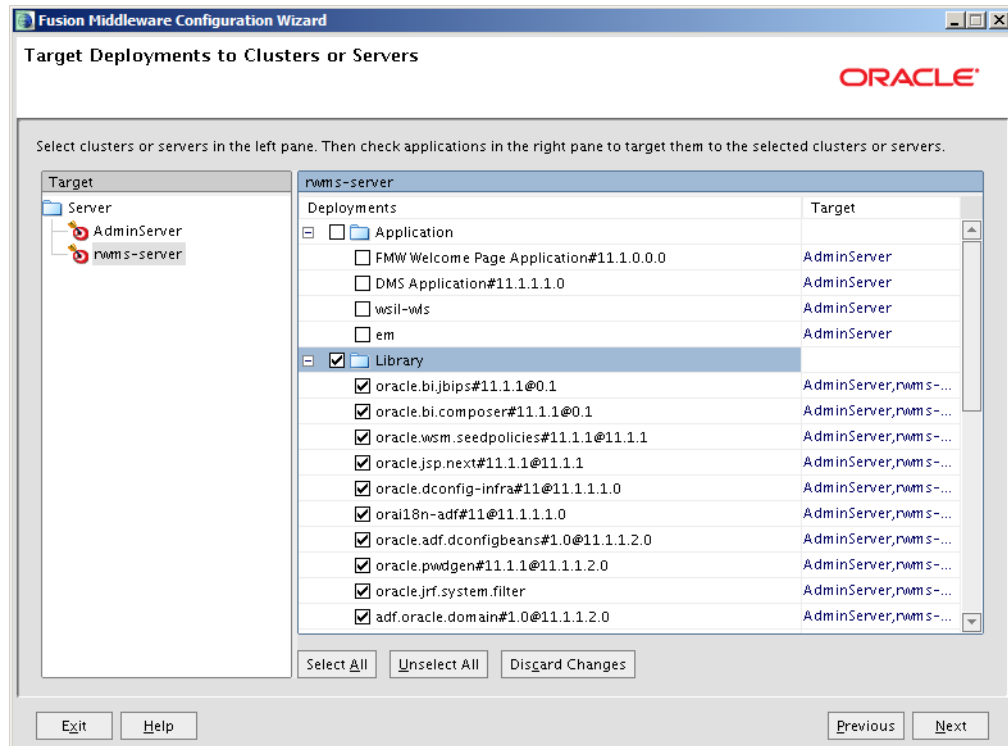 Fusion Middleware Configuration Wizard
Target Deployments to Clusters or Servers
ORACLE
Select clusters or servers in the left pane. Then check applications in the right pane to target them to the selected clusters or servers.
Target
Server
AdminServer
rwms-server
rwms-server
Deployments Target
Application
FMW Welcome Page Application#11.1.0.0.0 AdminServer
DMS Application#11.1.1.1.0 AdminServer
wsil-wls AdminServer
em AdminServer
Library
oracle.bi.jbips#11.1.1@0.1 AdminServer,rwms-...
oracle.bi.composer#11.1.1@0.1 AdminServer,rwms-...
oracle.wsm.seedpolicies#11.1.1@11.1.1 AdminServer,rwms-...
oracle.jsp.next#11.1.1@11.1.1 AdminServer,rwms-...
oracle.dconfig-infra#11@11.1.1.1.0 AdminServer,rwms-...
orai18n-adf#11@11.1.1.1.0 AdminServer,rwms-...
oracle.adf.dconfigbeans#1.0@11.1.1.2.0 AdminServer,rwms-...
oracle.pwdgen#11.1.1@11.1.1.2.0 AdminServer,rwms-...
oracle.jrf.system.filter AdminServer,rwms-...
adf.oracle.domain#1.0@11.1.1.2.0 AdminServer,rwms-...
Select All Unselect All Discard Changes
Exit Help Previous Next